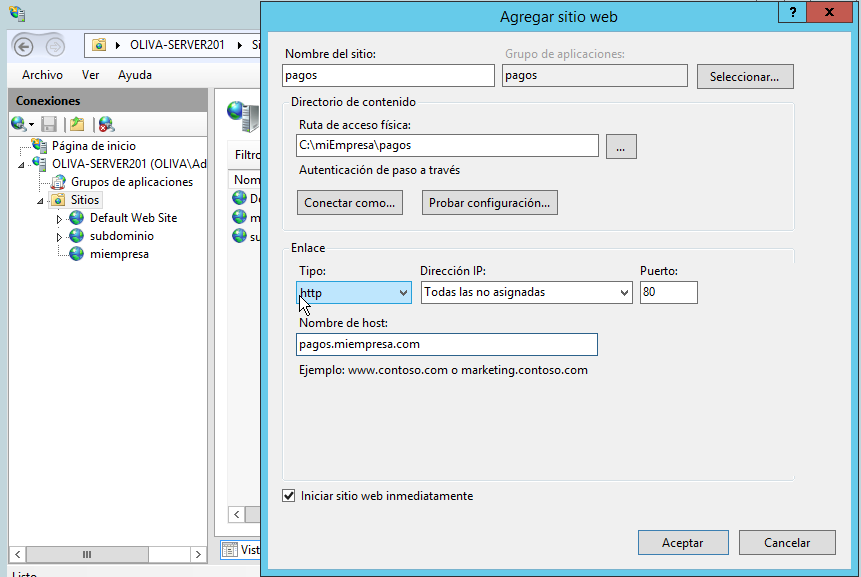 Agregar sitio web
?
x
OLIVA-SERVER201
Archivo Ver Ayuda
Conexiones
Página de inicio
OLIVA-SERVER201 (OLIVA\Ad
Grupos de aplicaciones
Sitios
Default Web Site
subdominio
miempresa
Filtro
Nom
Vist
Listo
Nombre del sitio:
Grupo de aplicaciones:
pagos
pagos
Seleccionar...
Directorio de contenido
Ruta de acceso física:
C:\miEmpresa\pagos
...
Autenticación de paso a través
Conectar como...
Probar configuración...
Enlace
Tipo:
Dirección IP:
Puerto:
http
Todas las no asignadas
80
Nombre de host:
pagos.miempresa.com
Ejemplo: www.contoso.com o marketing.contoso.com
Iniciar sitio web inmediatamente
Aceptar
Cancelar